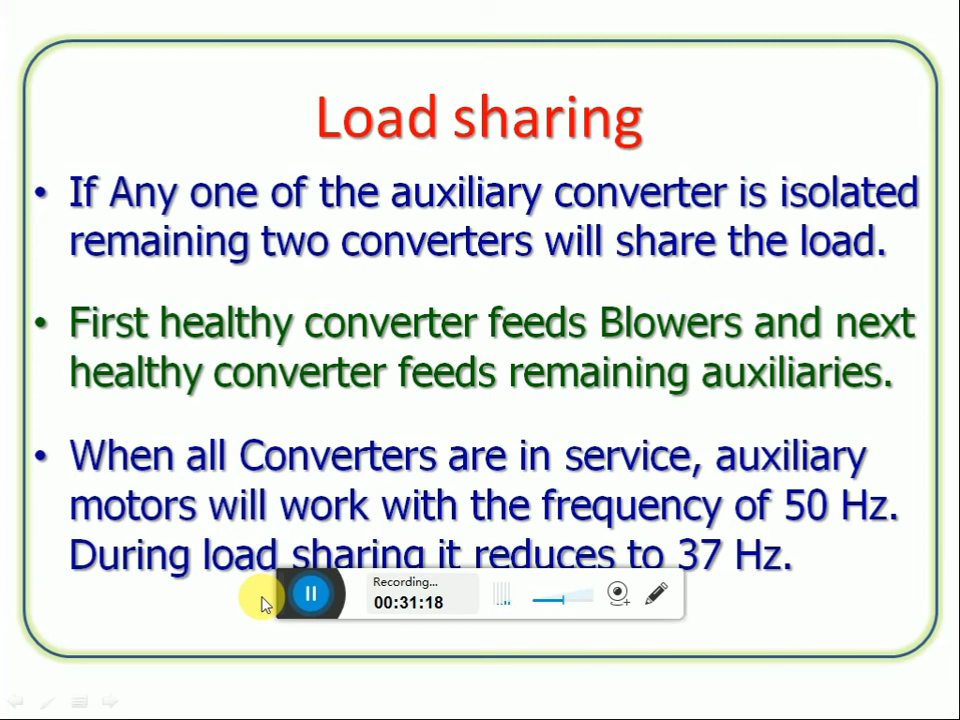 Load sharing
• If Any one of the auxiliary converter is isolated
remaining two converters will share the load.
• First healthy converter feeds Blowers and next
healthy converter feeds remaining auxiliaries.
• When all Converters are in service, auxiliary
motors will work with the frequency of 50 Hz.
During load sharing it reduces to 37 Hz.
Recording...
00:31:18